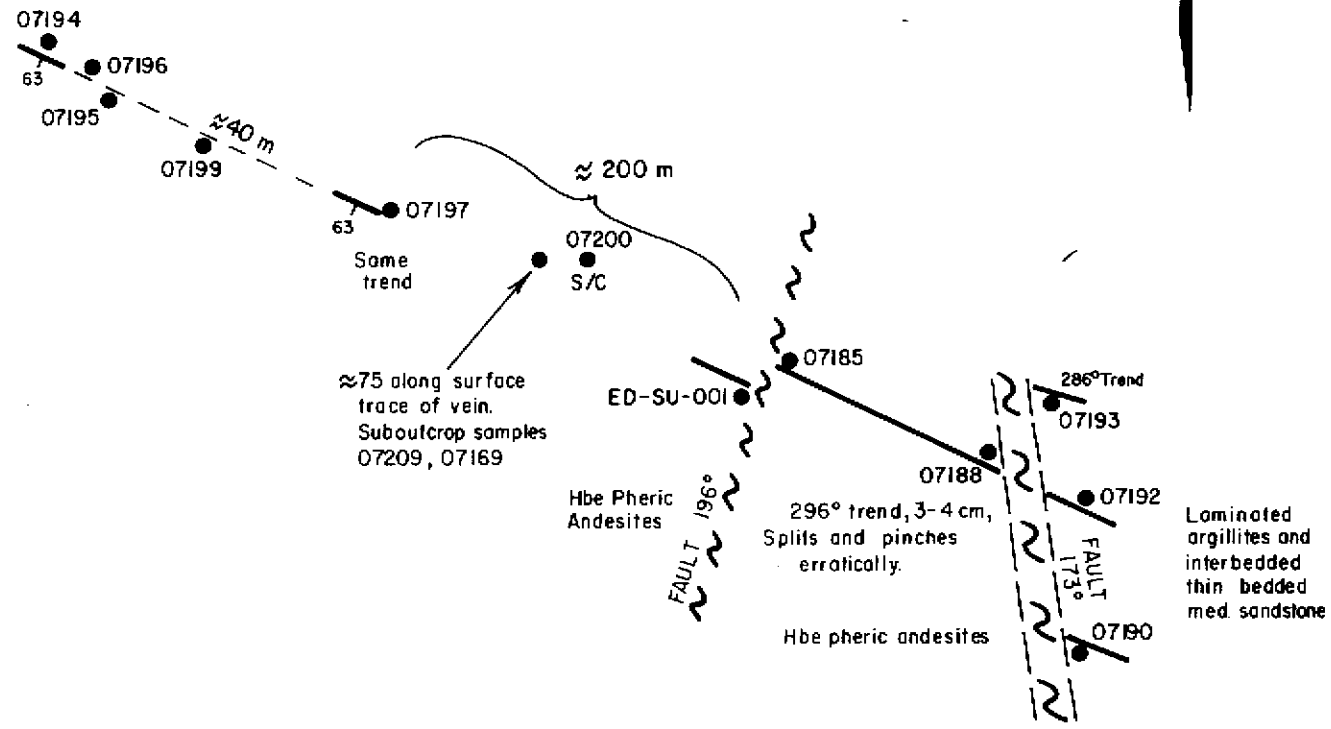 07194
63
07196
07195
≈40 m
07199
07197
63
Same
trend
≈ 200 m
07200
S/C
≈75 along surface
trace of vein.
Suboutcrop samples
07209, 07169
ED-SU-001
07185
Hbe Pheric
Andesites
FAULT 196°
07188
296° trend, 3-4 cm,
Splits and pinches
erratically.
Hbe pheric andesites
286° Trend
07193
07192
FAULT
173°
07190
Laminated
argillites and
interbedded
thin bedded
med. sandstone